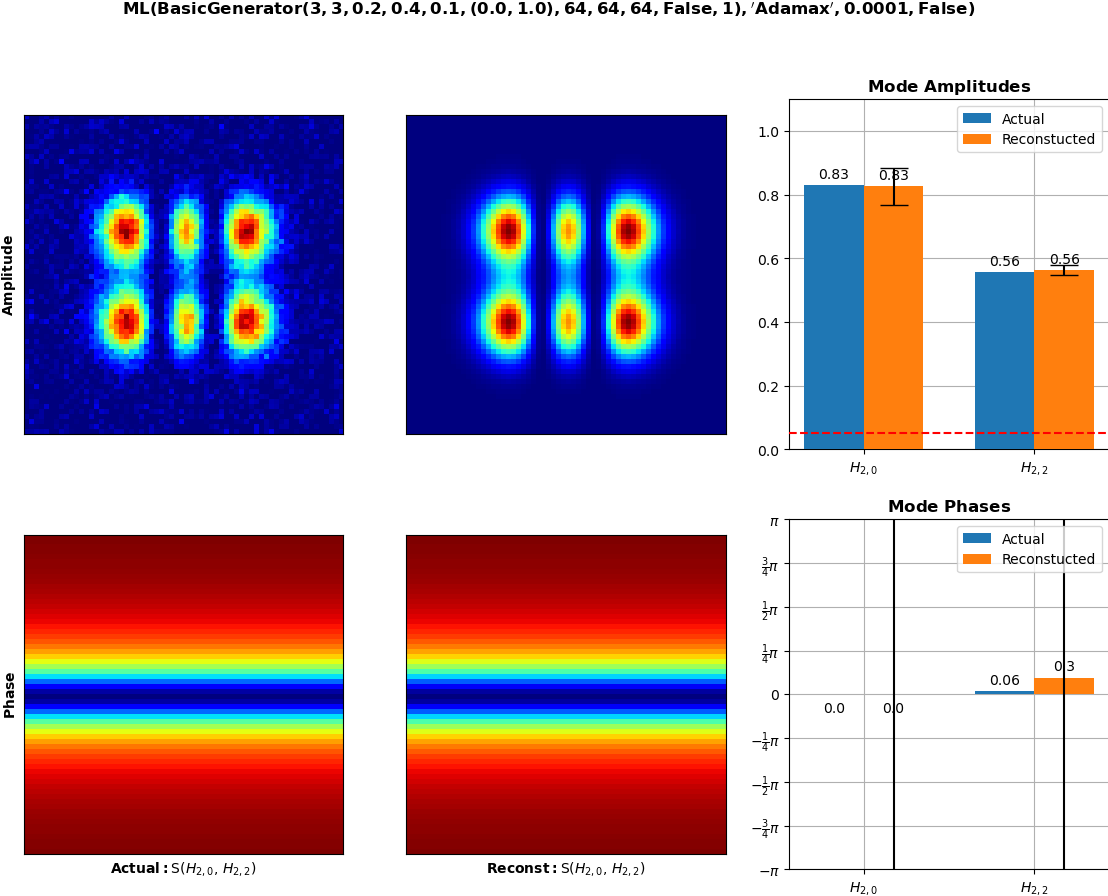 ML(BasicGenerator(3, 3, 0.2, 0.4, 0.1, (0.0, 1.0), 64, 64, 64, False, 1), ′Adamax′, 0.0001, False)
Amplitude
Mode Amplitudes
Actual
Reconstucted
1.0
0.8
0.6
0.4
0.2
0.0
0.83
0.83
0.56
0.56
H2,0
H2,2
Phase
Actual: S(H2,0, H2,2)
Reconst: S(H2,0, H2,2)
Mode Phases
Actual
Reconstucted
π
3/4π
1/2π
1/4π
0
−1/4π
−1/2π
−3/4π
−π
0.0
0.0
0.06
0.3
H2,0
H2,2